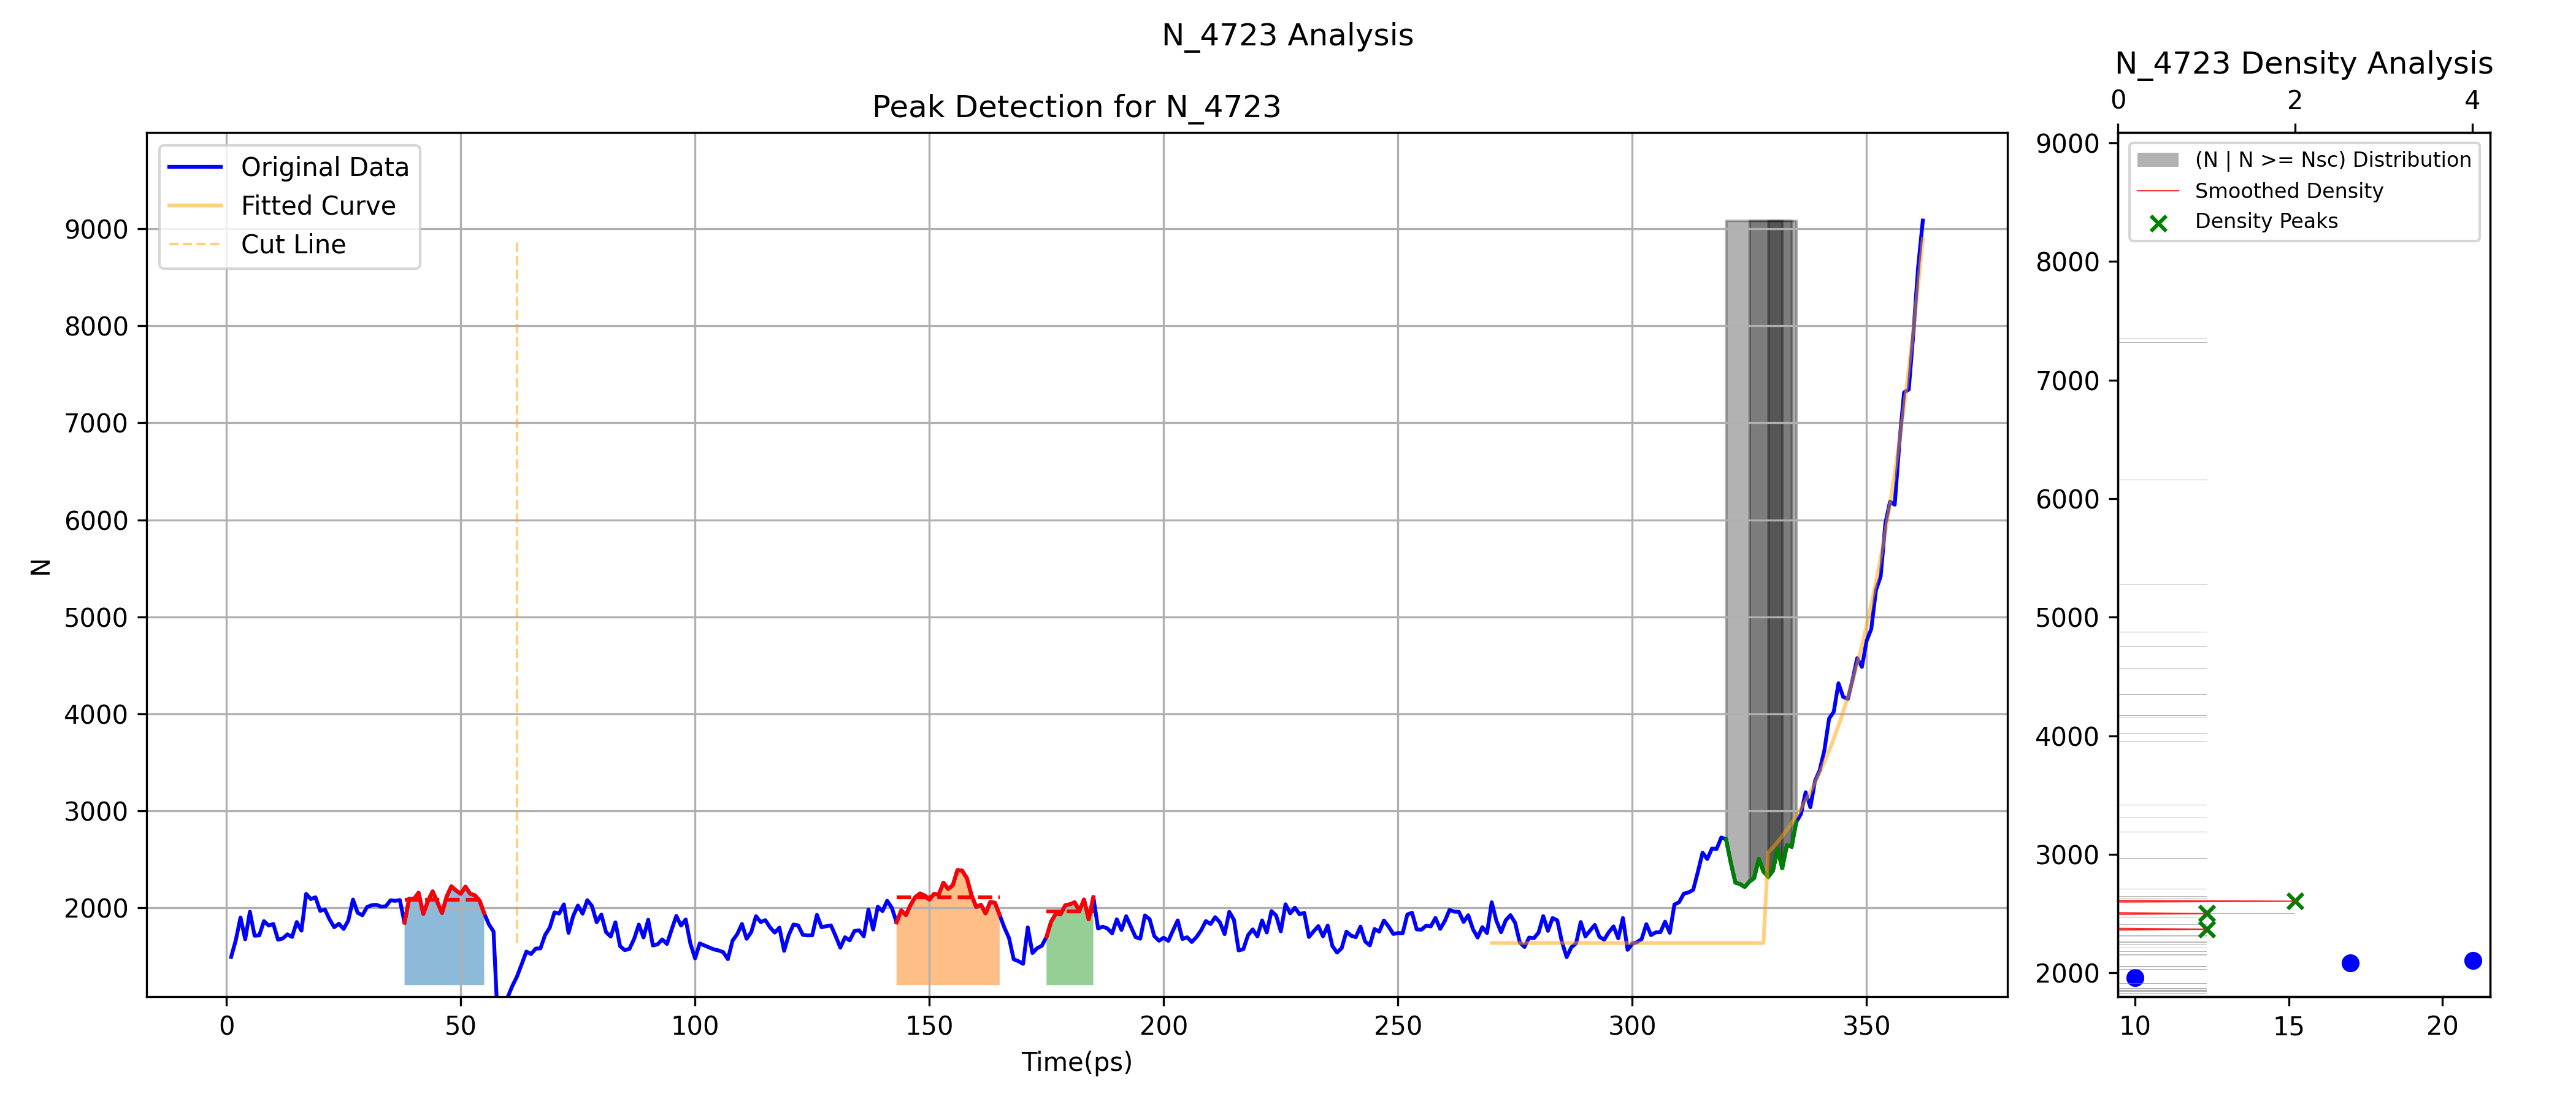 N_4723 Analysis
Peak Detection for N_4723
Original Data
Fitted Curve
Cut Line
N
9000
8000
7000
6000
5000
4000
3000
2000
0 50 100 150 200 250 300 350
Time(ps)
N_4723 Density Analysis
0 2 4
(N | N >= Nsc) Distribution
Smoothed Density
Density Peaks
9000
8000
7000
6000
5000
4000
3000
2000
10 15 20